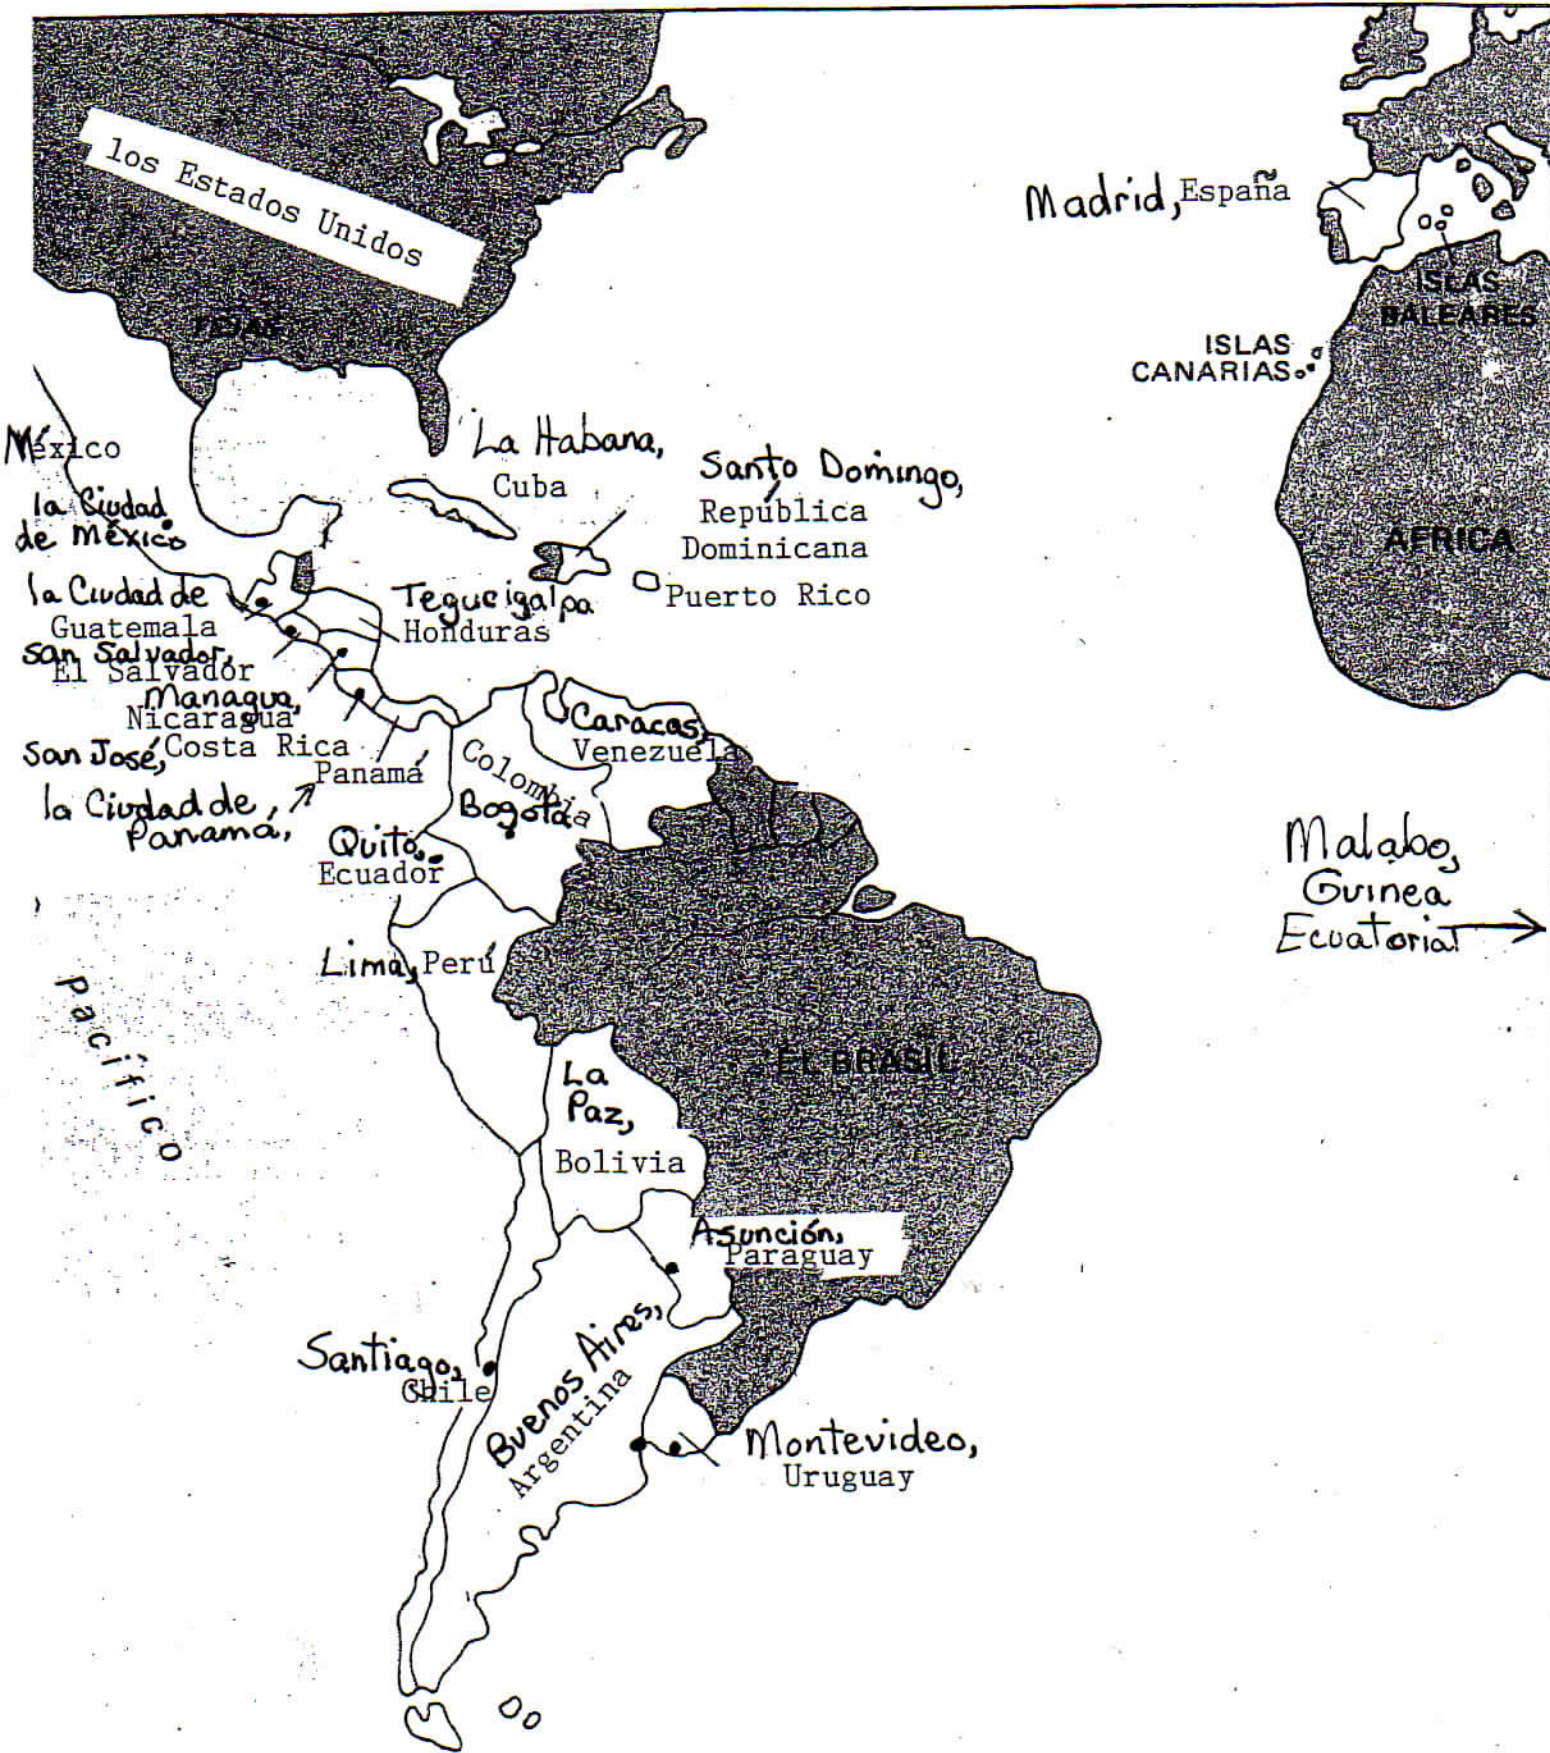 los Estados Unidos
TEJAS
Madrid, España
ISLAS
BALEARES
ISLAS
CANARIAS
AFRICA
México
la Ciudad
de México
La Habana,
Cuba
Santo Domingo,
República
Dominicana
Puerto Rico
la Ciudad de
Guatemala
Tegucigalpa
Honduras
San Salvador,
El Salvador
Managua,
Nicaragua
San José, Costa Rica
Panamá
la Ciudad de
Panamá,
Caracas,
Venezuela
Colombia
Bogotá
Quito,
Ecuador
Malabo,
Guinea
Ecuatorial
Lima, Perú
Pacífico
EL BRASIL
La
Paz,
Bolivia
Asunción,
Paraguay
Santiago,
Chile
Buenos Aires,
Argentina
Montevideo,
Uruguay